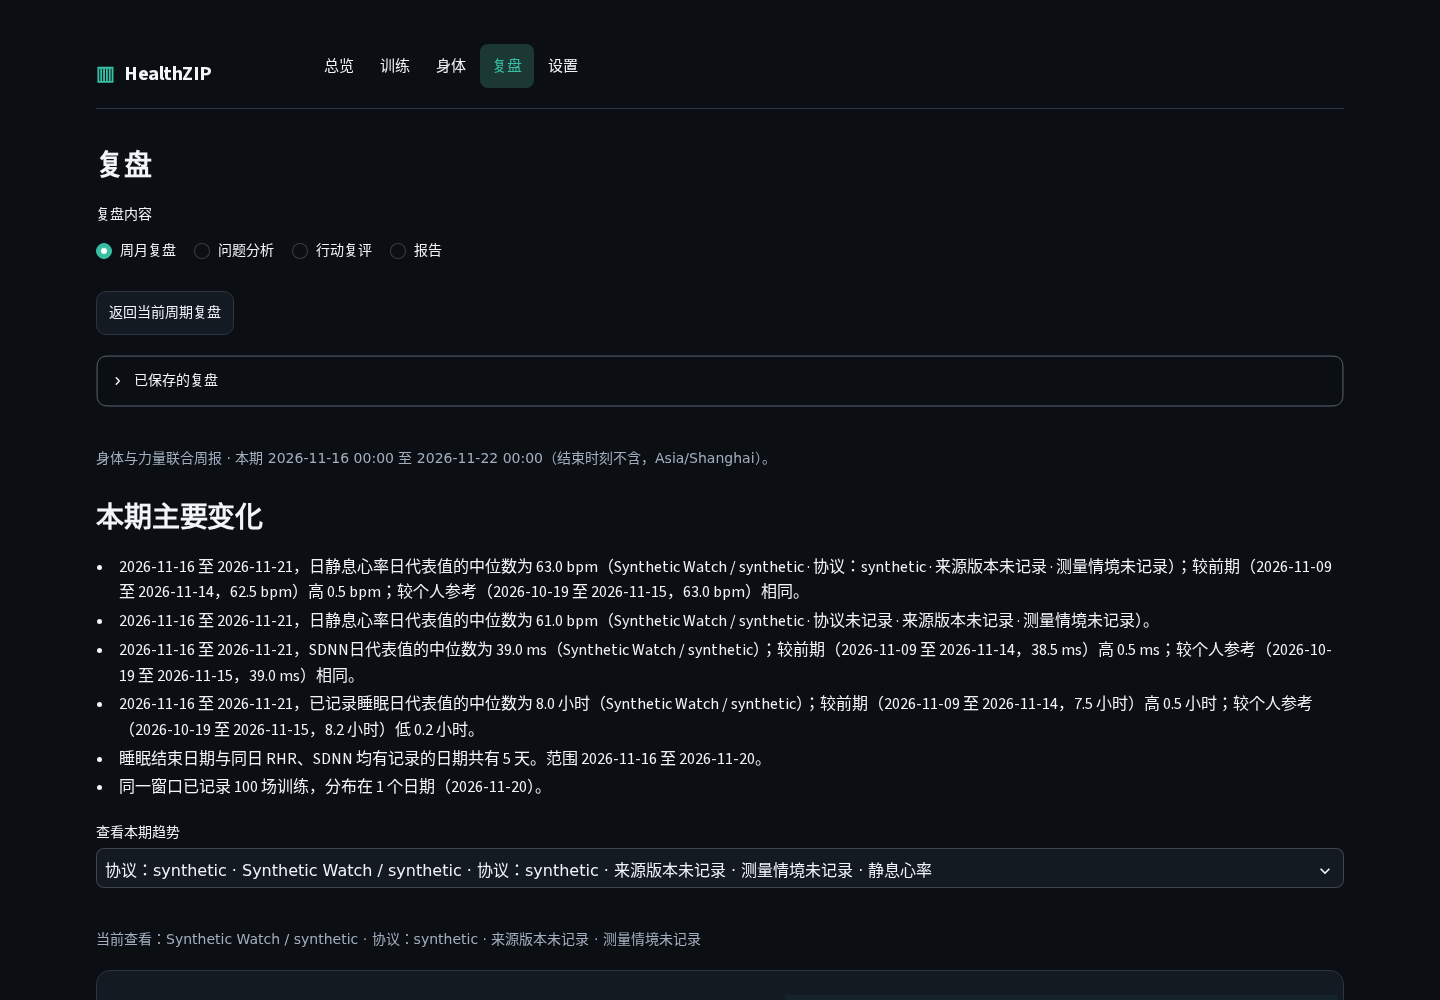 HealthZIP
总览 训练 身体 复盘 设置
复盘
复盘内容
周月复盘 问题分析 行动复评 报告
返回当前周期复盘
已保存的复盘
身体与力量联合周报 · 本期 2026-11-16 00:00 至 2026-11-22 00:00（结束时刻不含，Asia/Shanghai）。
本期主要变化
2026-11-16 至 2026-11-21，日静息心率日代表值的中位数为 63.0 bpm（Synthetic Watch / synthetic · 协议：synthetic · 来源版本未记录 · 测量情境未记录）；较前期（2026-11-09
至 2026-11-14，62.5 bpm）高 0.5 bpm；较个人参考（2026-10-19 至 2026-11-15，63.0 bpm）相同。
2026-11-16 至 2026-11-21，日静息心率日代表值的中位数为 61.0 bpm（Synthetic Watch / synthetic · 协议未记录 · 来源版本未记录 · 测量情境未记录）。
2026-11-16 至 2026-11-21，SDNN日代表值的中位数为 39.0 ms（Synthetic Watch / synthetic）；较前期（2026-11-09 至 2026-11-14，38.5 ms）高 0.5 ms；较个人参考（2026-10-
19 至 2026-11-15，39.0 ms）相同。
2026-11-16 至 2026-11-21，已记录睡眠日代表值的中位数为 8.0 小时（Synthetic Watch / synthetic）；较前期（2026-11-09 至 2026-11-14，7.5 小时）高 0.5 小时；较个人参考
（2026-10-19 至 2026-11-15，8.2 小时）低 0.2 小时。
睡眠结束日期与同日 RHR、SDNN 均有记录的日期共有 5 天。范围 2026-11-16 至 2026-11-20。
同一窗口已记录 100 场训练，分布在 1 个日期（2026-11-20）。
查看本期趋势
协议：synthetic · Synthetic Watch / synthetic · 协议：synthetic · 来源版本未记录 · 测量情境未记录 · 静息心率
当前查看：Synthetic Watch / synthetic · 协议：synthetic · 来源版本未记录 · 测量情境未记录